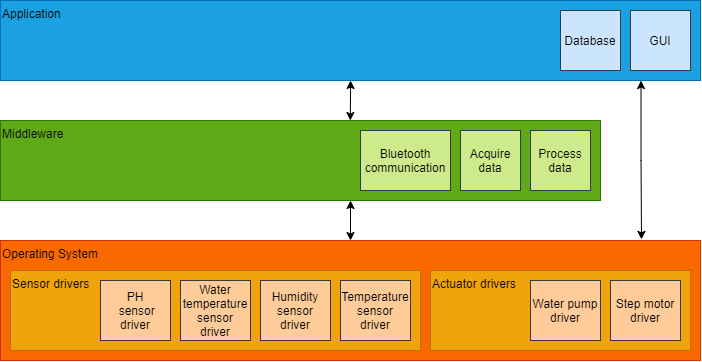 Application
Database
GUI
Middleware
Bluetooth
communication
Acquire
data
Process
data
Operating System
Sensor drivers
PH
sensor
driver
Water
temperature
sensor
driver
Humidity
sensor
driver
Temperature
sensor
driver
Actuator drivers
Water pump
driver
Step motor
driver